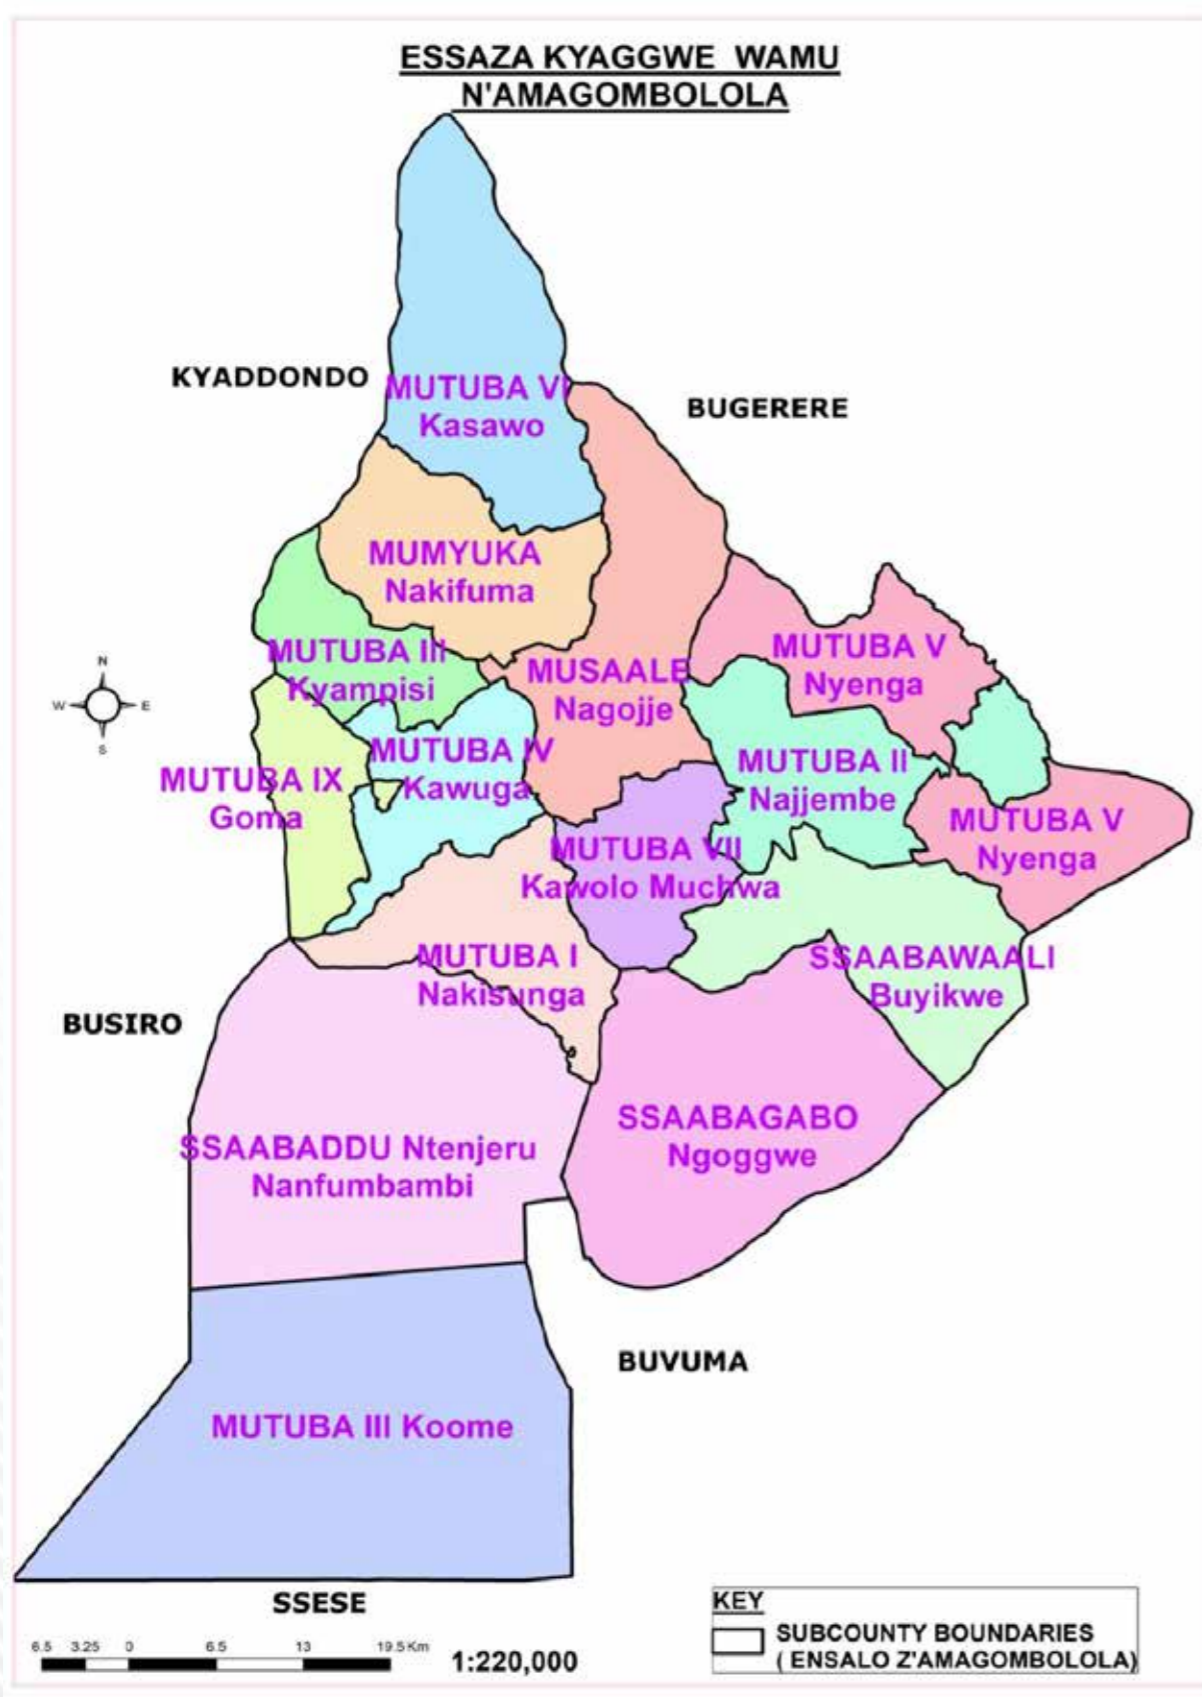 ESSAZA KYAGGWE WAMU
N'AMAGOMBOLOLA
KYADDONDO
MUTUBA VI
Kasawo
BUGERERE
MUMYUKA
Nakifuma
MUTUBA III
Kyampisi
MUSAALE
Nagojje
MUTUBA V
Nyenga
N
W
E
S
MUTUBA IX
Goma
MUTUBA IV
Kawuga
MUTUBA II
Najjembe
MUTUBA V
Nyenga
MUTUBA VII
Kawolo Muchwa
MUTUBA I
Nakisunga
SSAABAWAALI
Buyikwe
BUSIRO
SSAABADDU Ntenjeru
Nanfumbambi
SSAABAGABO
Ngoggwe
BUVUMA
MUTUBA III Koome
SSESE
6.5 3.25 0 6.5 13 19.5 Km
1:220,000
KEY
SUBCOUNTY BOUNDARIES
( ENSALO Z'AMAGOMBOLOLA)